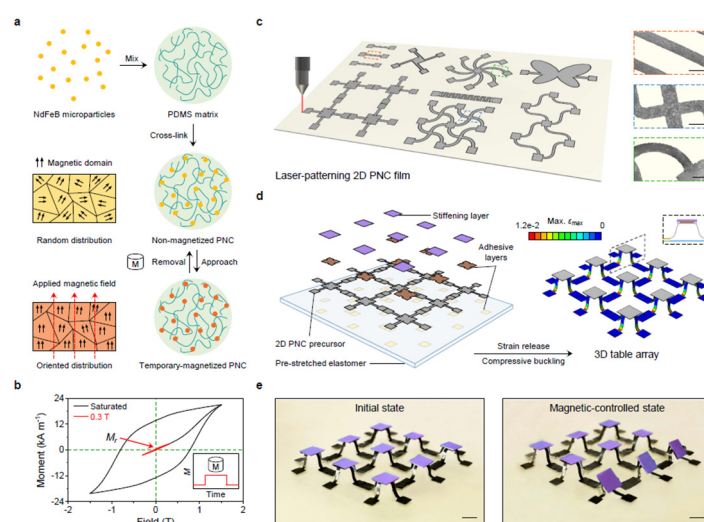 a
NdFeB microparticles
Mix
PDMS matrix
Cross-link
Magnetic domain
Random distribution
Non-magnetized PNC
M
Removal
Approach
Applied magnetic field
Oriented distribution
Temporary-magnetized PNC
b
Moment (kA m⁻¹)
24
12
0
-12
-24
Saturated
0.3 T
Mr
M
M
Time
-2
-1
0
1
2
Field (T)
c
Laser-patterning 2D PNC film
d
Stiffening layer
Adhesive
layers
2D PNC precursor
Pre-stretched elastomer
Max. εmax
1.2e-2
0
Strain release
Compressive buckling
3D table array
e
Initial state
Magnetic-controlled state